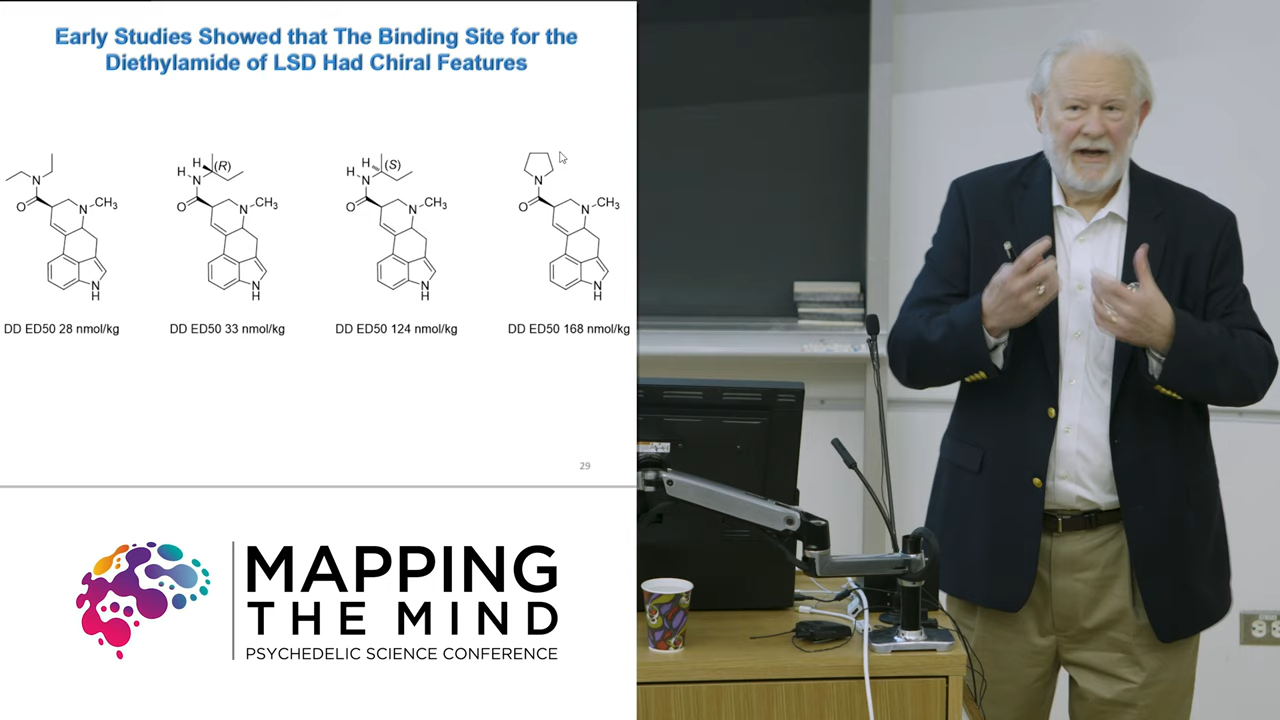 Early Studies Showed that The Binding Site for the
Diethylamide of LSD Had Chiral Features
N
O
N
CH3
N
H
DD ED50 28 nmol/kg
H
H
(R)
N
O
N
CH3
N
H
DD ED50 33 nmol/kg
H
H
(S)
N
O
N
CH3
N
H
DD ED50 124 nmol/kg
N
O
N
CH3
N
H
DD ED50 168 nmol/kg
29
MAPPING
THE MIND
PSYCHEDELIC SCIENCE CONFERENCE